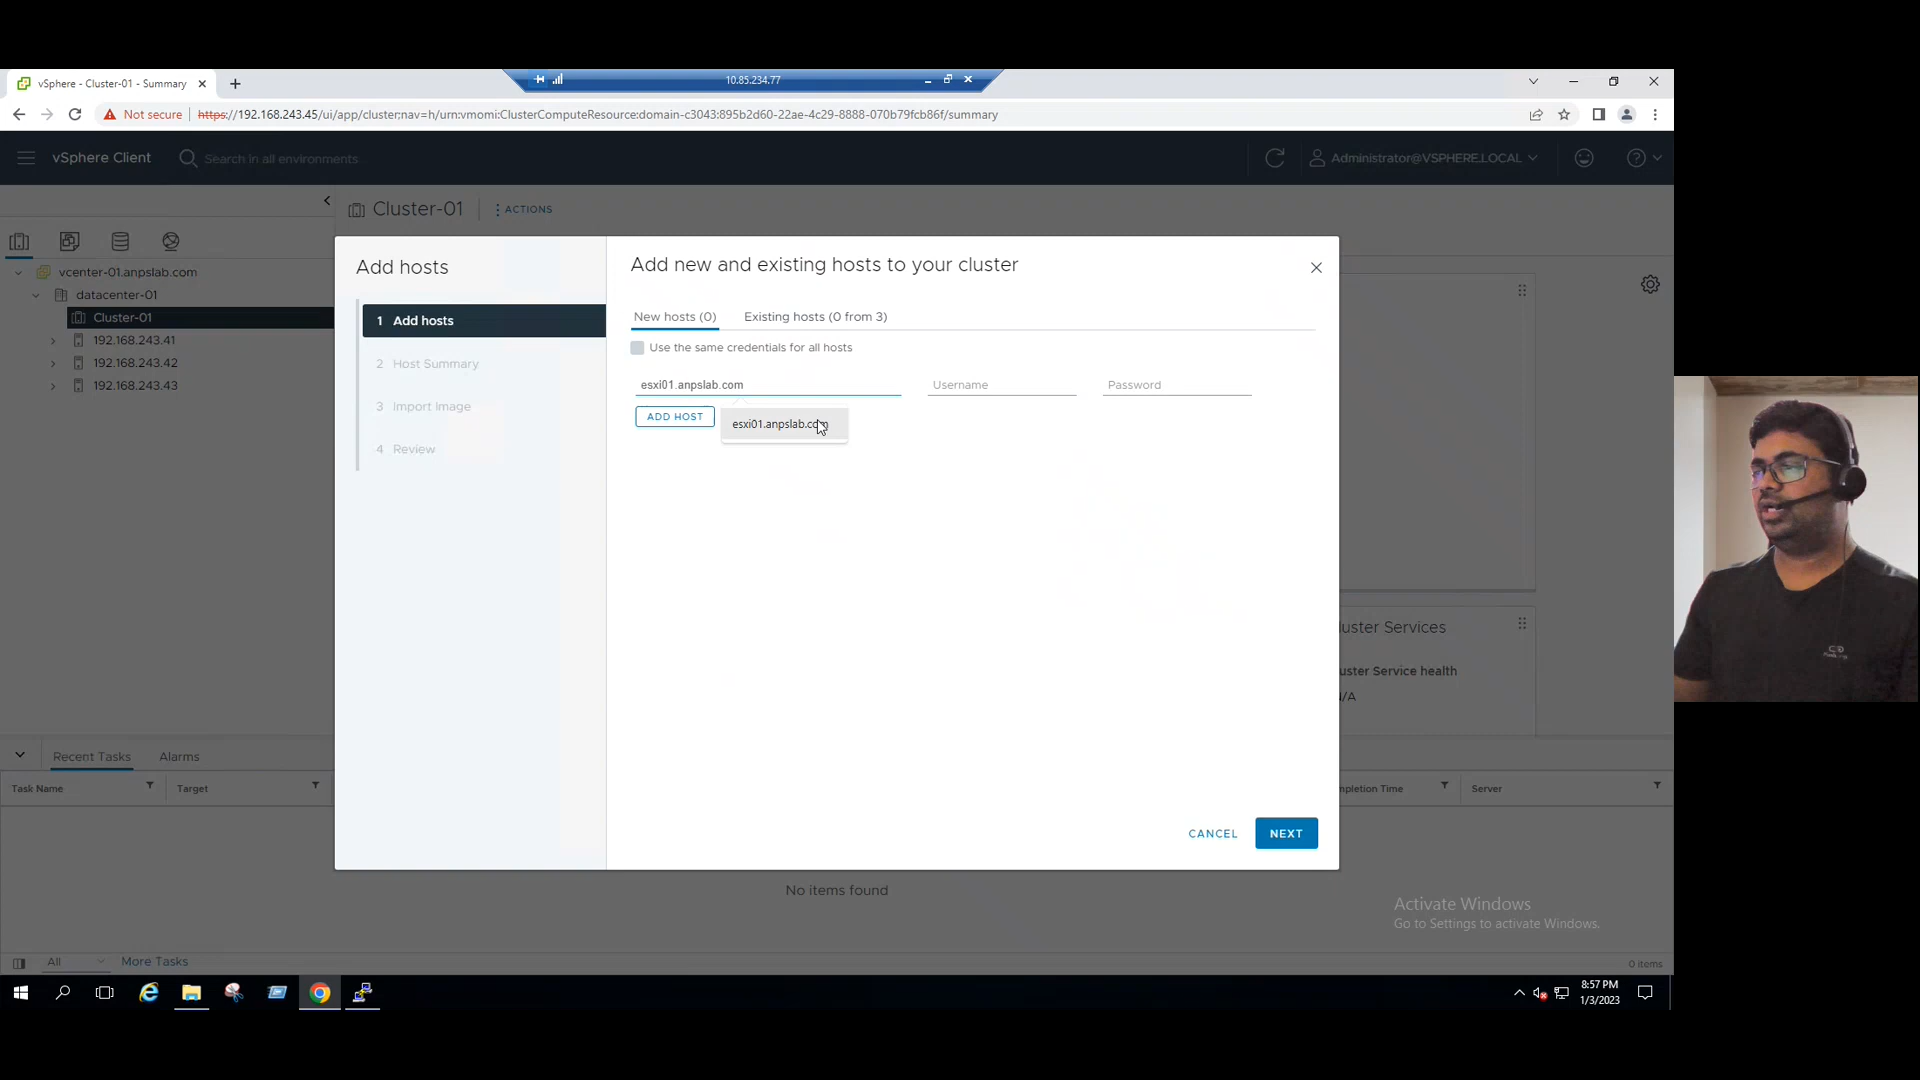 vSphere - Cluster-01 - Summary
10.85.234.77
Not secure
https://192.168.243.45/ui/app/cluster;nav=h/urn:vmomi:ClusterComputeResource:domain-c3043:895b2d60-22ae-4c29-8888-070b79fcb86f/summary
vSphere Client
Search in all environments
Administrator@VSPHERE.LOCAL
Cluster-01
ACTIONS
vcenter-01.anpslab.com
datacenter-01
Cluster-01
192.168.243.41
192.168.243.42
192.168.243.43
Add hosts
1 Add hosts
2 Host Summary
3 Import Image
4 Review
Add new and existing hosts to your cluster
New hosts (0)
Existing hosts (0 from 3)
Use the same credentials for all hosts
esxi01.anpslab.com
Username
Password
ADD HOST
esxi01.anpslab.com
CANCEL
NEXT
luster Services
uster Service health
/A
Recent Tasks
Alarms
Task Name
Target
mpletion Time
Server
No items found
Activate Windows
Go to Settings to activate Windows.
All
More Tasks
0 items
8:57 PM
1/3/2023